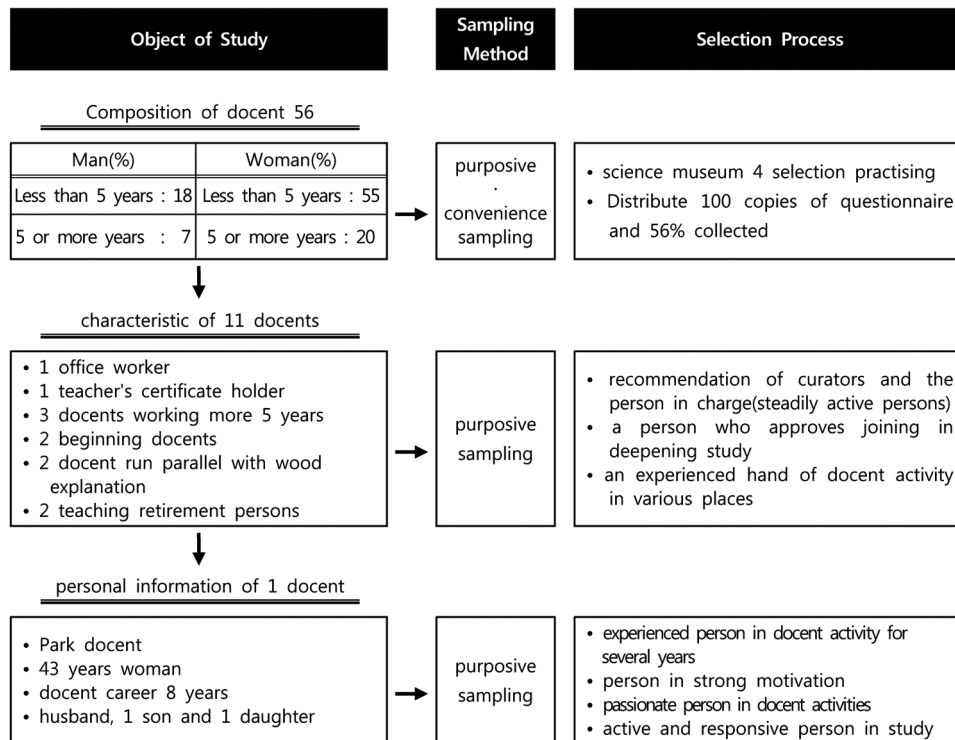 Object of Study
Sampling
Method
Selection Process
Composition of docent 56
Man(%)
Woman(%)
Less than 5 years : 18
Less than 5 years : 55
5 or more years : 7
5 or more years : 20
purposive
·
convenience
sampling
• science museum 4 selection practising
• Distribute 100 copies of questionnaire
and 56% collected
characteristic of 11 docents
• 1 office worker
• 1 teacher's certificate holder
• 3 docents working more 5 years
• 2 beginning docents
• 2 docent run parallel with wood
explanation
• 2 teaching retirement persons
purposive
sampling
• recommendation of curators and the
person in charge(steadily active persons)
• a person who approves joining in
deepening study
• an experienced hand of docent activity
in various places
personal information of 1 docent
• Park docent
• 43 years woman
• docent career 8 years
• husband, 1 son and 1 daughter
purposive
sampling
• experienced person in docent activity for
several years
• person in strong motivation
• passionate person in docent activities
• active and responsive person in study